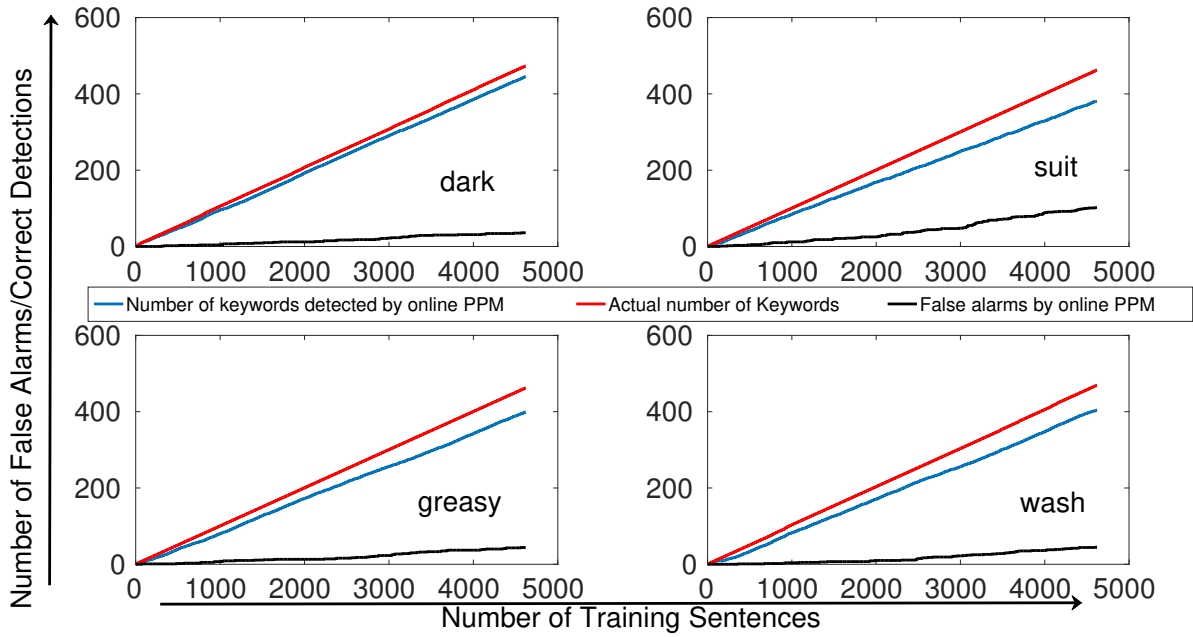 Number of False Alarms/Correct Detections
600
400
200
0
dark
0 1000 2000 3000 4000 5000
600
400
200
0
suit
0 1000 2000 3000 4000 5000
Number of keywords detected by online PPM
Actual number of Keywords
False alarms by online PPM
600
400
200
0
greasy
0 1000 2000 3000 4000 5000
600
400
200
0
wash
0 1000 2000 3000 4000 5000
Number of Training Sentences